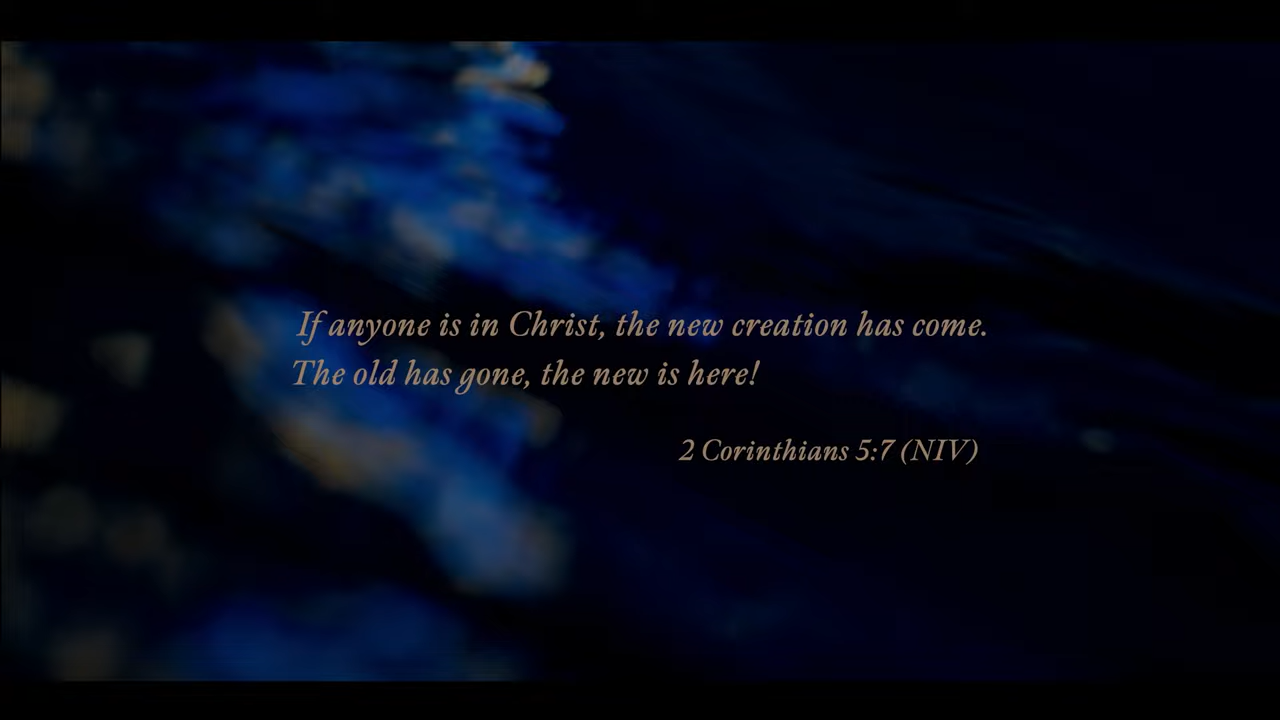 If anyone is in Christ, the new creation has come.
The old has gone, the new is here!
2 Corinthians 5:7 (NIV)